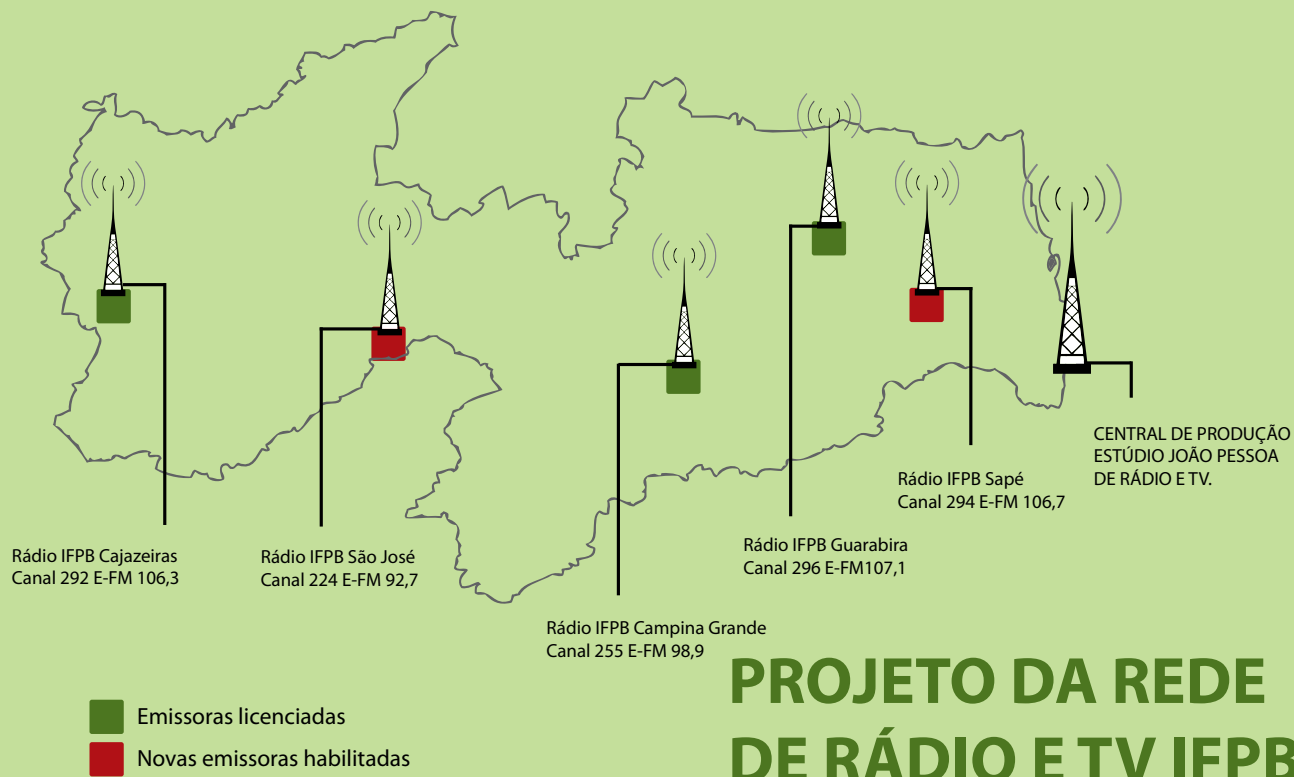 CENTRAL DE PRODUÇÃO
ESTÚDIO JOÃO PESSOA
DE RÁDIO E TV.
Rádio IFPB Sapé
Canal 294 E-FM 106,7
Rádio IFPB Guarabira
Canal 296 E-FM107,1
Rádio IFPB Cajazeiras
Canal 292 E-FM 106,3
Rádio IFPB São José
Canal 224 E-FM 92,7
Rádio IFPB Campina Grande
Canal 255 E-FM 98,9
PROJETO DA REDE
DE RÁDIO E TV IFPB
Emissoras licenciadas
Novas emissoras habilitadas